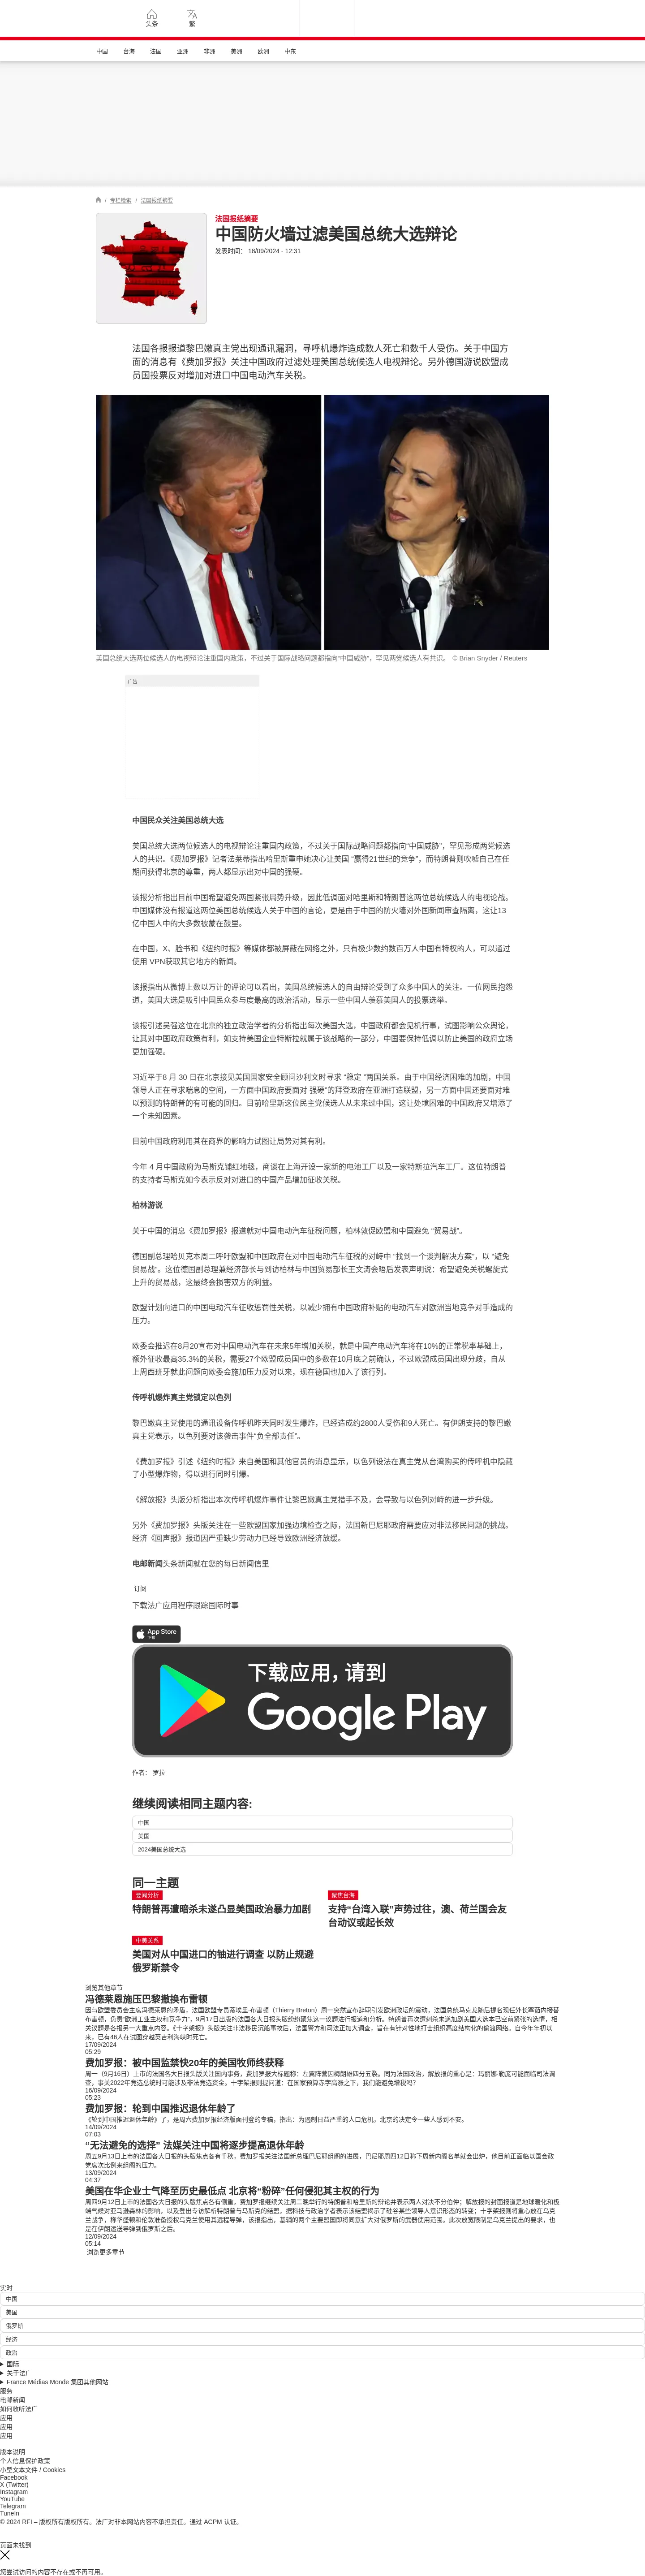 头条
繁
中国 台海 法国 亚洲 非洲 美洲 欧洲 中东
/ 专栏检索 / 法国报纸摘要
法国报纸摘要
中国防火墙过滤美国总统大选辩论
发表时间： 18/09/2024 - 12:31
法国各报报道黎巴嫩真主党出现通讯漏洞，寻呼机爆炸造成数人死亡和数千人受伤。关于中国方
面的消息有《费加罗报》关注中国政府过滤处理美国总统候选人电视辩论。另外德国游说欧盟成
员国投票反对增加对进口中国电动汽车关税。
美国总统大选两位候选人的电视辩论注重国内政策，不过关于国际战略问题都指向“中国威胁”，罕见两党候选人有共识。 © Brian Snyder / Reuters
广告
中国民众关注美国总统大选
美国总统大选两位候选人的电视辩论注重国内政策，不过关于国际战略问题都指向“中国威胁”，罕见形成两党候选
人的共识。《费加罗报》记者法莱蒂指出哈里斯重申她决心让美国 “赢得21世纪的竞争”，而特朗普则吹嘘自己在任
期间获得北京的尊重，两人都显示出对中国的强硬。
该报分析指出目前中国希望避免两国紧张局势升级，因此低调面对哈里斯和特朗普这两位总统候选人的电视论战。
中国媒体没有报道这两位美国总统候选人关于中国的言论，更是由于中国的防火墙对外国新闻审查隔离，这让13
亿中国人中的大多数被蒙在鼓里。
在中国，X、脸书和《纽约时报》等媒体都被屏蔽在网络之外，只有极少数约数百万人中国有特权的人，可以通过
使用 VPN获取其它地方的新闻。
该报指出从微博上数以万计的评论可以看出，美国总统候选人的自由辩论受到了众多中国人的关注。一位网民抱怨
道，美国大选是吸引中国民众参与度最高的政治活动，显示一些中国人羡慕美国人的投票选举。
该报引述吴强这位在北京的独立政治学者的分析指出每次美国大选，中国政府都会见机行事，试图影响公众舆论，
让其对中国政府政策有利，如支持美国企业特斯拉就属于该战略的一部分，中国要保持低调以防止美国的政府立场
更加强硬。
习近平于8 月 30 日在北京接见美国国家安全顾问沙利文时寻求 “稳定 ”两国关系。由于中国经济困难的加剧，中国
领导人正在寻求喘息的空间，一方面中国政府要面对 强硬”的拜登政府在亚洲打造联盟，另一方面中国还要面对难
以预测的特朗普的有可能的回归。目前哈里斯这位民主党候选人从未来过中国，这让处境困难的中国政府又增添了
一个未知因素。
目前中国政府利用其在商界的影响力试图让局势对其有利。
今年 4 月中国政府为马斯克铺红地毯，商谈在上海开设一家新的电池工厂以及一家特斯拉汽车工厂。这位特朗普
的支持者马斯克如今表示反对对进口的中国产品增加征收关税。
柏林游说
关于中国的消息《费加罗报》报道就对中国电动汽车征税问题，柏林敦促欧盟和中国避免 “贸易战”。
德国副总理哈贝克本周二呼吁欧盟和中国政府在对中国电动汽车征税的对峙中 “找到一个谈判解决方案”，以 “避免
贸易战”。这位德国副总理兼经济部长与到访柏林与中国贸易部长王文涛会晤后发表声明说：希望避免关税螺旋式
上升的贸易战，这最终会损害双方的利益。
欧盟计划向进口的中国电动汽车征收惩罚性关税，以减少拥有中国政府补贴的电动汽车对欧洲当地竞争对手造成的
压力。
欧委会推迟在8月20宣布对中国电动汽车在未来5年增加关税，就是中国产电动汽车将在10%的正常税率基础上，
额外征收最高35.3%的关税，需要27个欧盟成员国中的多数在10月底之前确认，不过欧盟成员国出现分歧，自从
上周西班牙就此问题向欧委会施加压力反对以来，现在德国也加入了该行列。
传呼机爆炸真主党锁定以色列
黎巴嫩真主党使用的通讯设备传呼机昨天同时发生爆炸，已经造成约2800人受伤和9人死亡。有伊朗支持的黎巴嫩
真主党表示，以色列要对该袭击事件“负全部责任”。
《费加罗报》引述《纽约时报》来自美国和其他官员的消息显示，以色列设法在真主党从台湾购买的传呼机中隐藏
了小型爆炸物，得以进行同时引爆。
《解放报》头版分析指出本次传呼机爆炸事件让黎巴嫩真主党措手不及，会导致与以色列对峙的进一步升级。
另外《费加罗报》头版关注在一些欧盟国家加强边境检查之际，法国新巴尼耶政府需要应对非法移民问题的挑战。
经济《回声报》报道因严重缺少劳动力已经导致欧洲经济放缓。
电邮新闻头条新闻就在您的每日新闻信里
订阅
下载法广应用程序跟踪国际时事
App Store
下载
下载应用，请到
Google Play
作者： 罗拉
继续阅读相同主题内容:
中国
美国
2024美国总统大选
同一主题
要闻分析
特朗普再遭暗杀未遂凸显美国政治暴力加剧
聚焦台海
支持“台湾入联”声势过往，澳、荷兰国会友
台动议或起长效
中美关系
美国对从中国进口的铀进行调查 以防止规避
俄罗斯禁令
浏览其他章节
冯德莱恩施压巴黎撤换布雷顿
因与欧盟委员会主席冯德莱恩的矛盾，法国欧盟专员蒂埃里·布雷顿（Thierry Breton）周一突然宣布辞职引发欧洲政坛的震动，法国总统马克龙随后提名现任外长塞茹内接替
布雷顿，负责“欧洲工业主权和竞争力”。9月17日出版的法国各大日报头版纷纷聚焦这一议题进行报道和分析。特朗普再次遭刺杀未遂加剧美国大选本已空前紧张的选情，相
关议题是各报另一大重点内容。《十字架报》头版关注非法移民沉船事故后，法国警方和司法正加大调查，旨在有针对性地打击组织高度结构化的偷渡网络。自今年年初以
来，已有46人在试图穿越英吉利海峡时死亡。
17/09/2024
05:29
费加罗报：被中国监禁快20年的美国牧师终获释
周一（9月16日）上市的法国各大日报头版关注国内事务，费加罗报大标题称：左翼阵营因梅朗雄四分五裂。同为法国政治，解放报的重心是：玛丽娜·勒庞可能面临司法调
查，事关2022年竞选总统时可能涉及非法竞选资金。十字架报则提问道：在国家预算赤字高涨之下，我们能避免增税吗？
16/09/2024
05:23
费加罗报：轮到中国推迟退休年龄了
《轮到中国推迟退休年龄》了，是周六费加罗报经济版面刊登的专稿，指出：为遏制日益严重的人口危机，北京的决定令一些人感到不安。
14/09/2024
07:03
“无法避免的选择” 法媒关注中国将逐步提高退休年龄
周五9月13日上市的法国各大日报的头版焦点各有千秋，费加罗报关注法国新总理巴尼耶组阁的进展，巴尼耶周四12日称下周新内阁名单就会出炉，他目前正面临以国会政
党席次比例来组阁的压力。
13/09/2024
04:37
美国在华企业士气降至历史最低点 北京将“粉碎”任何侵犯其主权的行为
周四9月12日上市的法国各大日报的头版焦点各有侧重，费加罗报继续关注周二晚举行的特朗普和哈里斯的辩论并表示两人对决不分伯仲；解放报的封面报道是地球暖化和极
端气候对亚马逊森林的影响，以及登出专访解析特朗普与马斯克的结盟，据科技与政治学者表示该结盟揭示了硅谷某些领导人意识形态的转变；十字架报则将重心放在乌克
兰战争，称华盛顿和伦敦准备授权乌克兰使用其远程导弹，该报指出，基辅的两个主要盟国即将同意扩大对俄罗斯的武器使用范围。此次放宽限制是乌克兰提出的要求，也
是在伊朗运送导弹到俄罗斯之后。
12/09/2024
05:14
浏览更多章节
实时
中国
美国
俄罗斯
经济
政治
国际
关于法广
France Médias Monde 集团其他网站
服务
电邮新闻
如何收听法广
应用
应用
应用
版本说明
个人信息保护政策
小型文本文件 / Cookies
Facebook
X (Twitter)
Instagram
YouTube
Telegram
TuneIn
© 2024 RFI – 版权所有版权所有。法广对非本网站内容不承担责任。通过 ACPM 认证。
页面未找到
您尝试访问的内容不存在或不再可用。